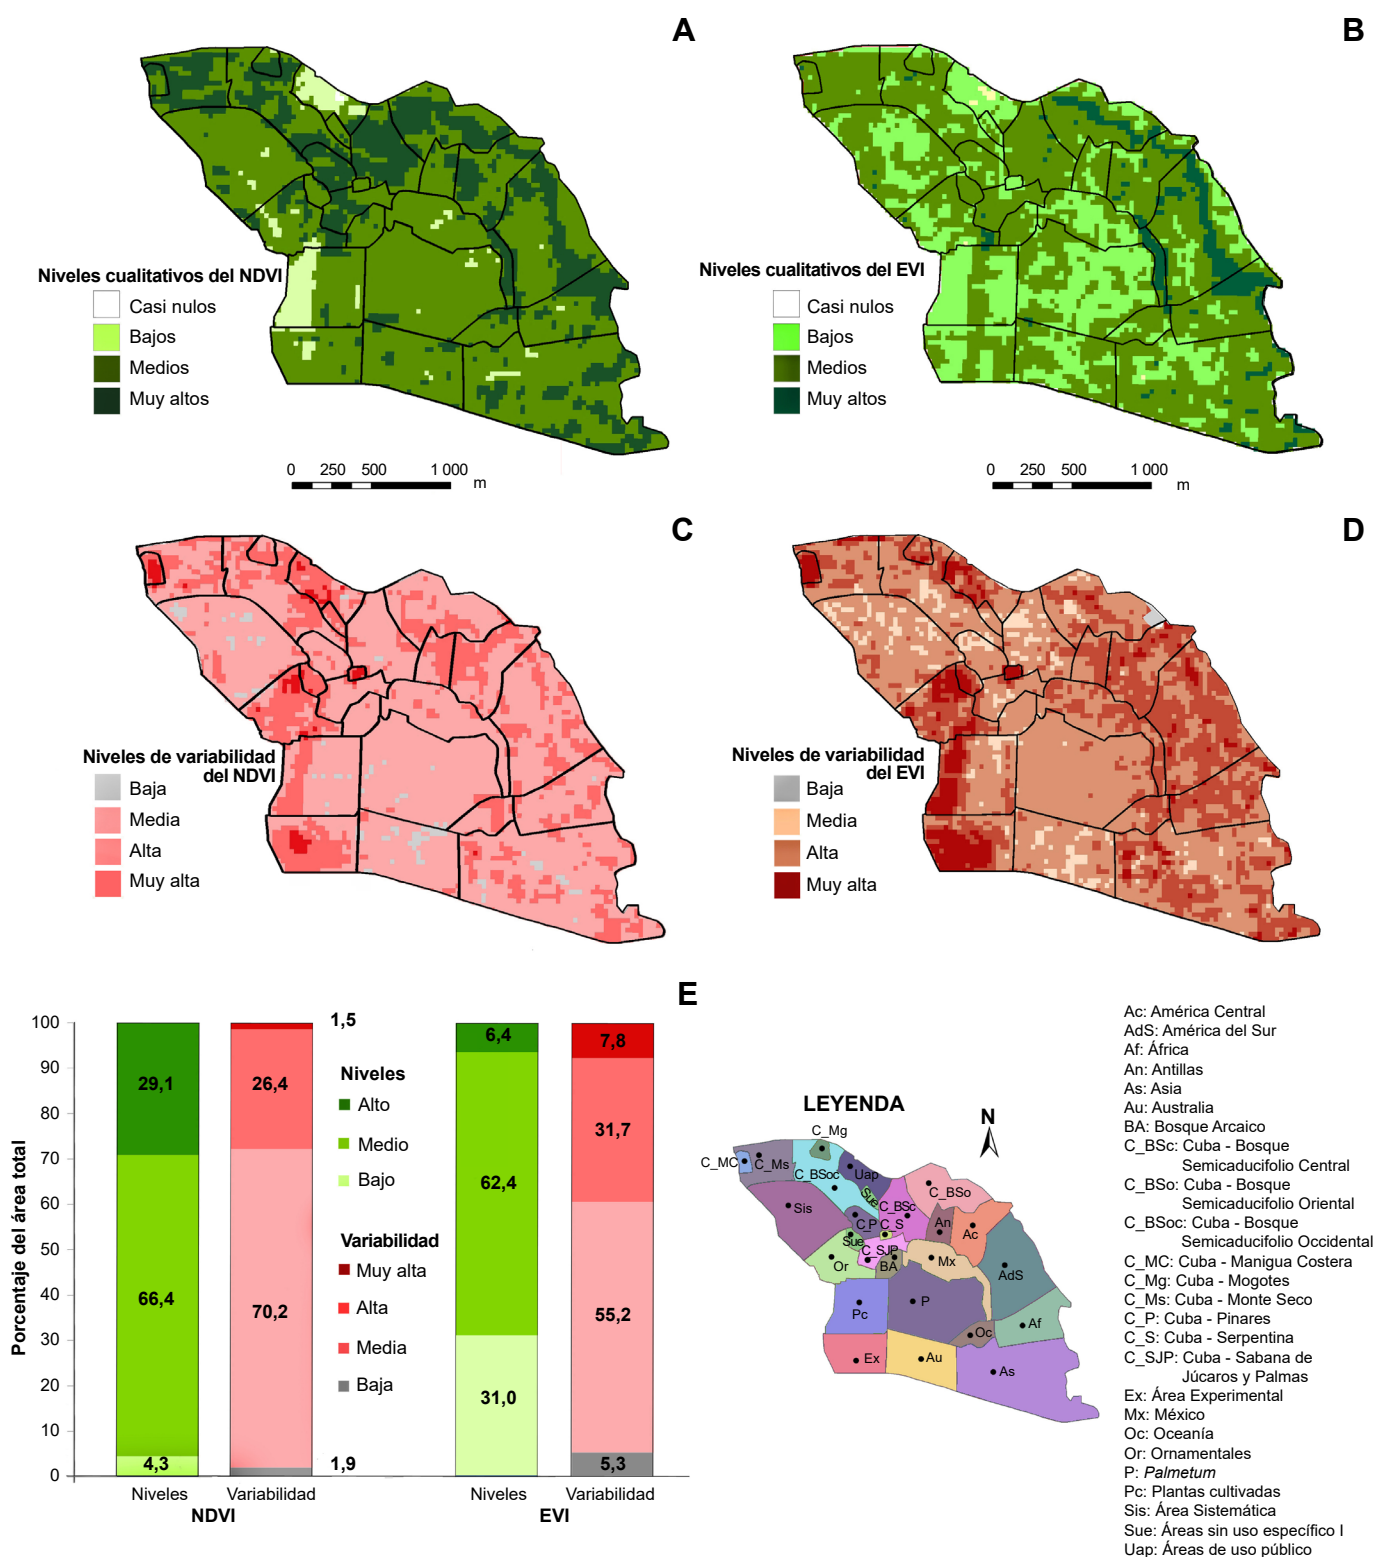 A
B
Niveles cualitativos del NDVI
Casi nulos
Bajos
Medios
Muy altos
0 250 500 1 000
m
Niveles cualitativos del EVI
Casi nulos
Bajos
Medios
Muy altos
0 250 500 1 000
m
C
D
Niveles de variabilidad
del NDVI
Baja
Media
Alta
Muy alta
Niveles de variabilidad
del EVI
Baja
Media
Alta
Muy alta
E
Porcentaje del área total
100
90
80
70
60
50
40
30
20
10
0
29,1
66,4
4,3
1,5
26,4
70,2
1,9
6,4
62,4
31,0
7,8
31,7
55,2
5,3
Niveles
Alto
Medio
Bajo
Variabilidad
Muy alta
Alta
Media
Baja
Niveles Variabilidad
NDVI
Niveles Variabilidad
EVI
LEYENDA
N
C_Mg
C_MC
C_Ms
C_BSoc
Uap
Sue
C_BSo
Sis
C_BSc
C_P
C_S
An
Ac
Sue
C_SJP
Or
BA
Mx
AdS
Pc
P
Oc
Af
Ex
Au
As
Ac: América Central
AdS: América del Sur
Af: África
An: Antillas
As: Asia
Au: Australia
BA: Bosque Arcaico
C_BSc: Cuba - Bosque
Semicaducifolio Central
C_BSo: Cuba - Bosque
Semicaducifolio Oriental
C_BSoc: Cuba - Bosque
Semicaducifolio Occidental
C_MC: Cuba - Manigua Costera
C_Mg: Cuba - Mogotes
C_Ms: Cuba - Monte Seco
C_P: Cuba - Pinares
C_S: Cuba - Serpentina
C_SJP: Cuba - Sabana de
Júcaros y Palmas
Ex: Área Experimental
Mx: México
Oc: Oceanía
Or: Ornamentales
P: Palmetum
Pc: Plantas cultivadas
Sis: Área Sistemática
Sue: Áreas sin uso específico I
Uap: Áreas de uso público